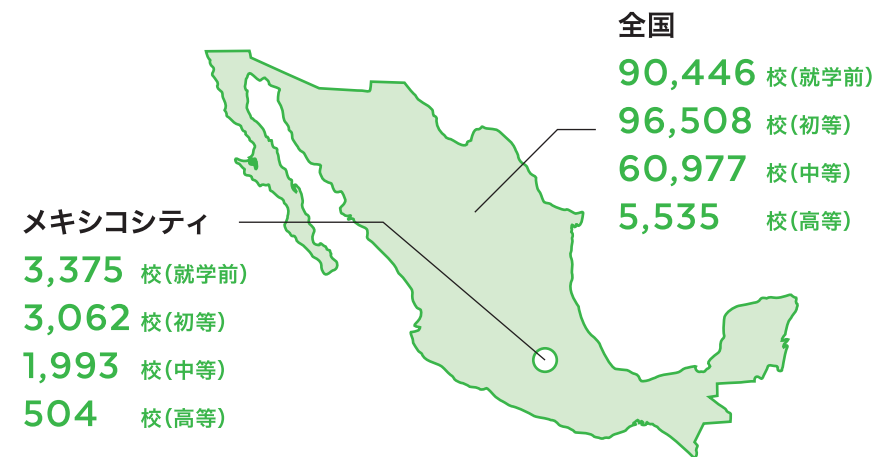 全国
90,446 校（就学前）
96,508 校（初等）
60,977 校（中等）
5,535 校（高等）
メキシコシティ
3,375 校（就学前）
3,062 校（初等）
1,993 校（中等）
504 校（高等）